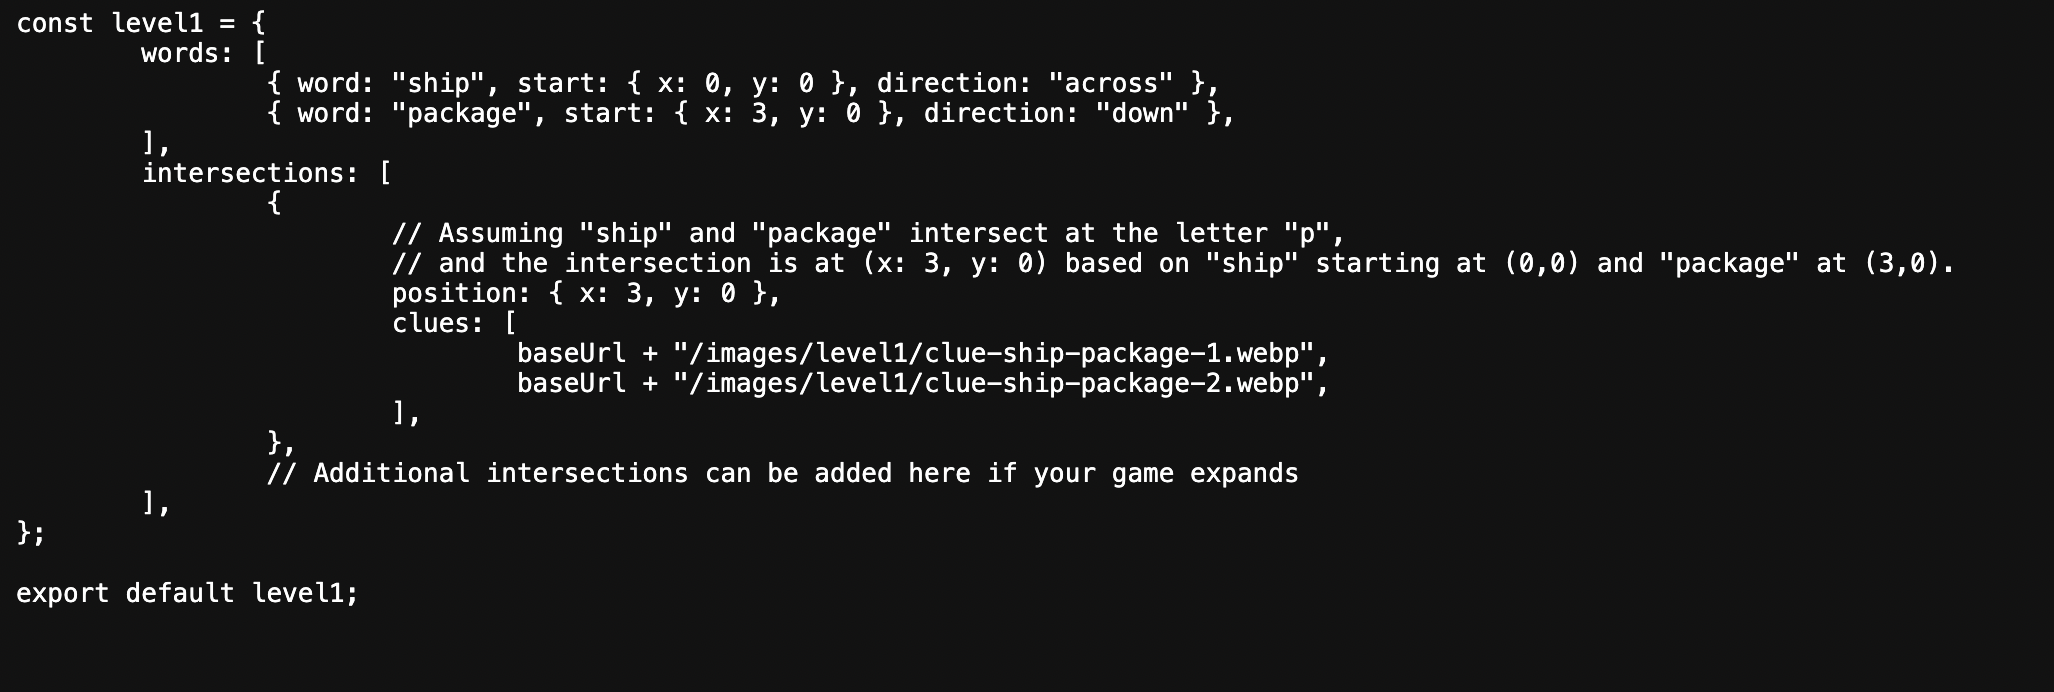 const level1 = {
	words: [
		{ word: "ship", start: { x: 0, y: 0 }, direction: "across" },
		{ word: "package", start: { x: 3, y: 0 }, direction: "down" },
	],
	intersections: [
		{
			// Assuming "ship" and "package" intersect at the letter "p",
			// and the intersection is at (x: 3, y: 0) based on "ship" starting at (0,0) and "package" at (3,0).
			position: { x: 3, y: 0 },
			clues: [
				baseUrl + "/images/level1/clue-ship-package-1.webp",
				baseUrl + "/images/level1/clue-ship-package-2.webp",
			],
		},
		// Additional intersections can be added here if your game expands
	],
};

export default level1;